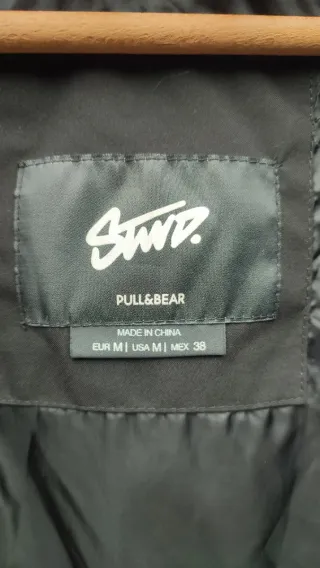 STWD.
PULL&BEAR
MADE IN CHINA
EUR M | USA M | MEX 38